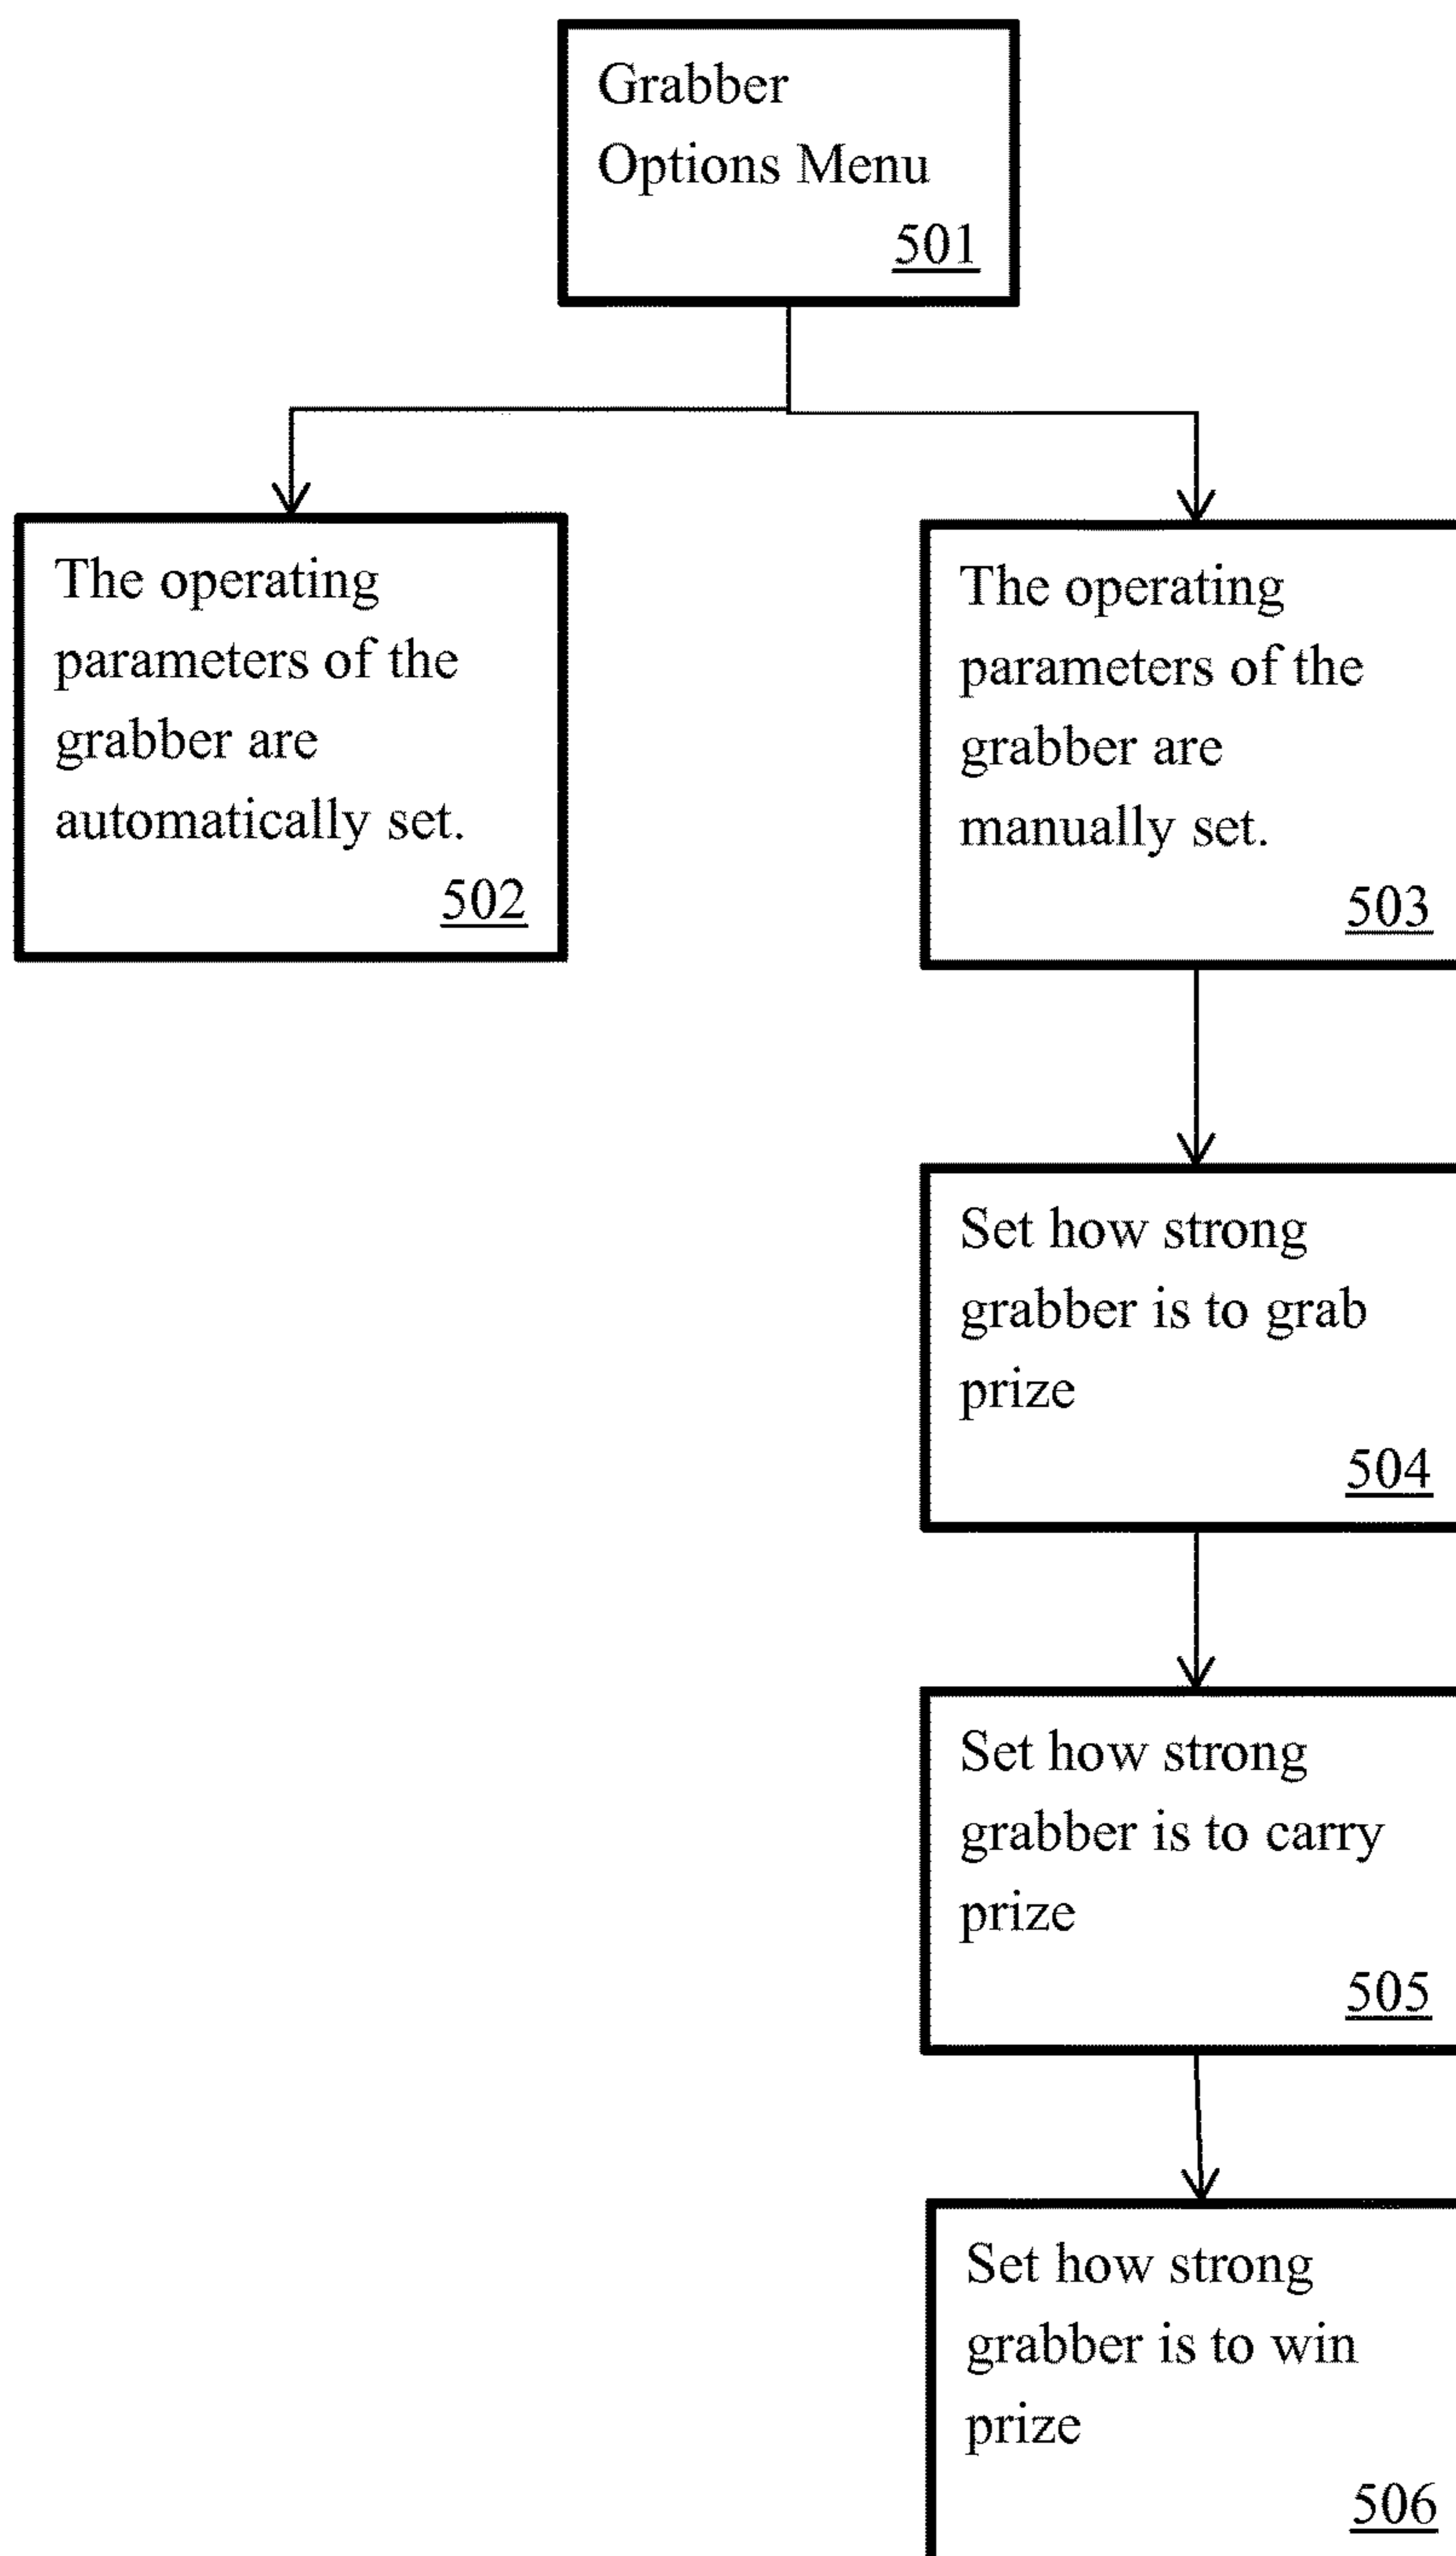 Grabber
Options Menu
501
The operating
parameters of the
grabber are
automatically set.
502
The operating
parameters of the
grabber are
manually set.
503
Set how strong
grabber is to grab
prize
504
Set how strong
grabber is to carry
prize
505
Set how strong
grabber is to win
prize
506